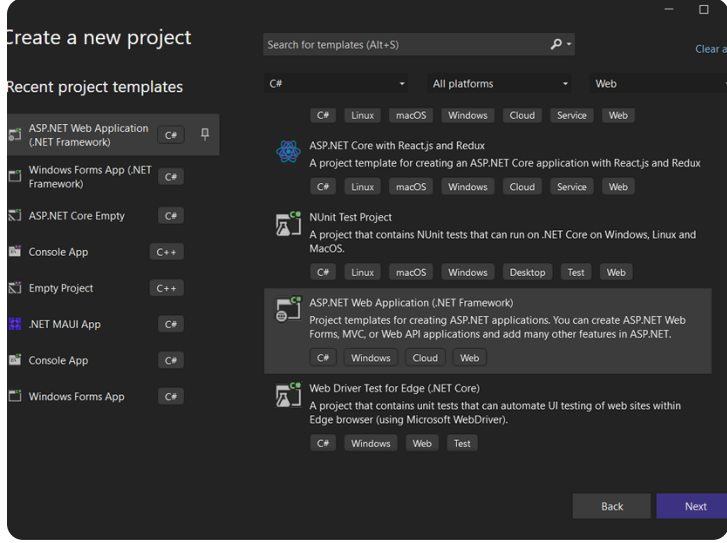 Create a new project
Search for templates (Alt+S)
Clear a
Recent project templates
C#
All platforms
Web
ASP.NET Web Application
(.NET Framework)
C#
Windows Forms App (.NET
Framework)
C#
ASP.NET Core Empty
C#
Console App
C++
Empty Project
C++
.NET MAUI App
C#
Console App
C#
Windows Forms App
C#
C# Linux macOS Windows Cloud Service Web
ASP.NET Core with React.js and Redux
A project template for creating an ASP.NET Core application with React.js and Redux
C# Linux macOS Windows Cloud Service Web
NUnit Test Project
A project that contains NUnit tests that can run on .NET Core on Windows, Linux and
MacOS.
C# Linux macOS Windows Desktop Test Web
ASP.NET Web Application (.NET Framework)
Project templates for creating ASP.NET applications. You can create ASP.NET Web
Forms, MVC, or Web API applications and add many other features in ASP.NET.
C# Windows Cloud Web
Web Driver Test for Edge (.NET Core)
A project that contains unit tests that can automate UI testing of web sites within
Edge browser (using Microsoft WebDriver).
C# Windows Web Test
Back
Next